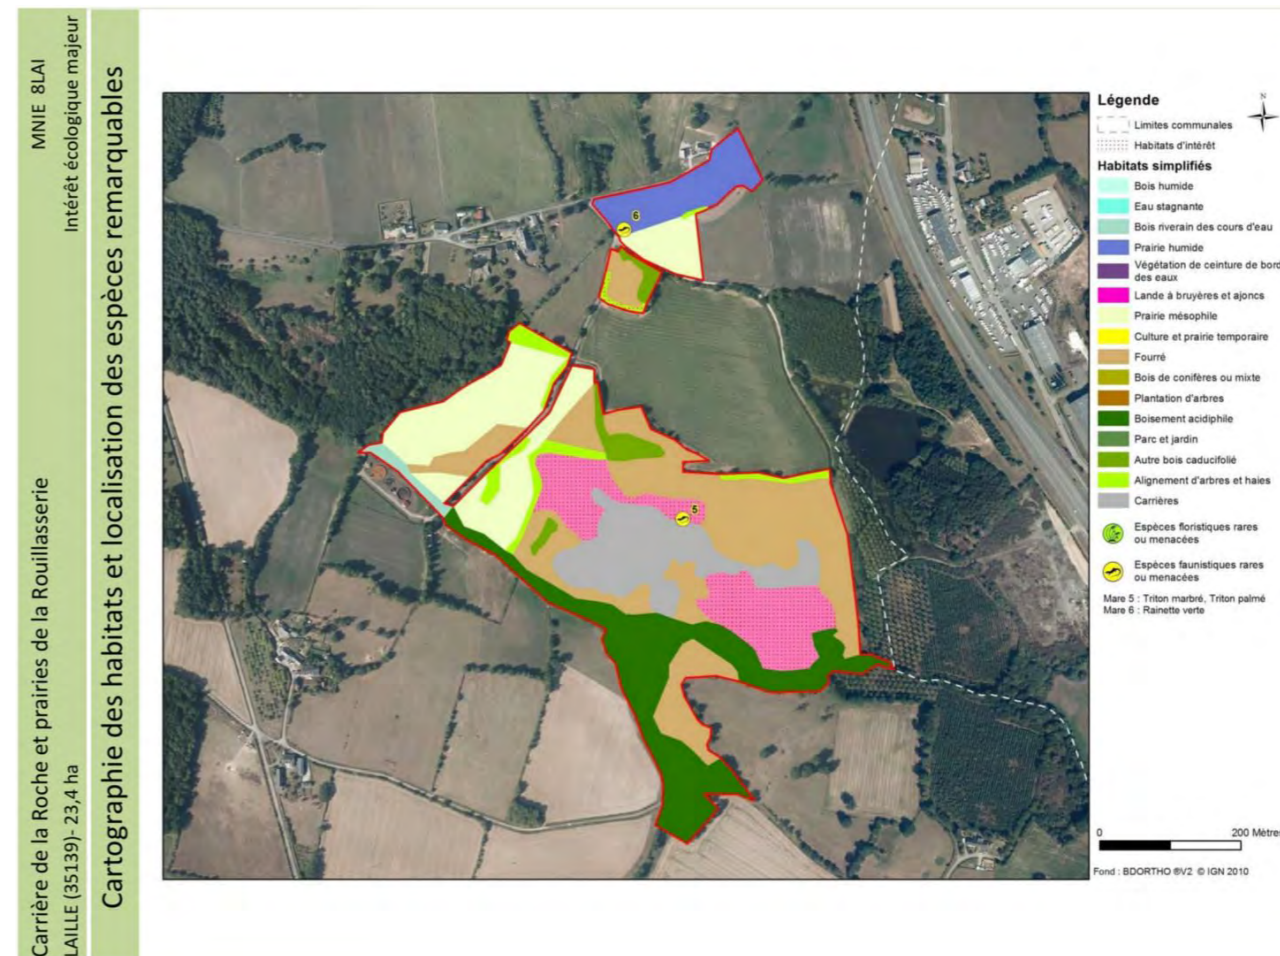 Carrière de la Roche et prairies de la Rouillasserie
MNIE 8LAI
LAILLE (35139)- 23,4 ha
Intérêt écologique majeur
Cartographie des habitats et localisation des espèces remarquables
6
5
Légende
N
Limites communales
Habitats d'intérêt
Habitats simplifiés
Bois humide
Eau stagnante
Bois riverain des cours d'eau
Prairie humide
Végétation de ceinture de bord
des eaux
Lande à bruyères et ajoncs
Prairie mésophile
Culture et prairie temporaire
Fourré
Bois de conifères ou mixte
Plantation d'arbres
Boisement acidiphile
Parc et jardin
Autre bois caducifolié
Alignement d'arbres et haies
Carrières
Espèces floristiques rares
ou menacées
Espèces faunistiques rares
ou menacées
Mare 5 : Triton marbré, Triton palmé
Mare 6 : Rainette verte
0 200 Mètres
Fond : BDORTHO ®V2 © IGN 2010